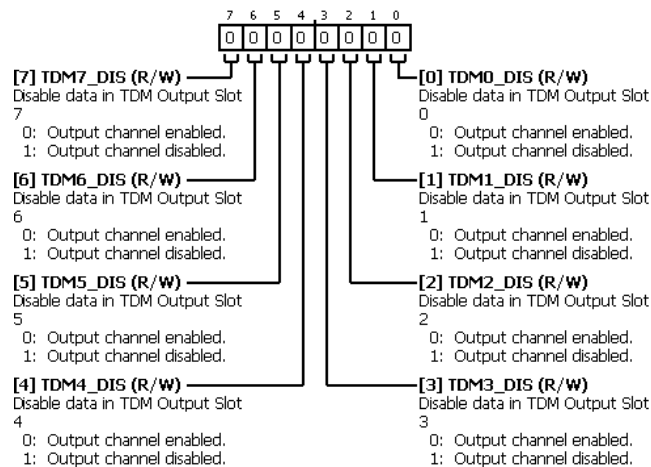 7 6 5 4 3 2 1 0
0 0 0 0 0 0 0 0
[7] TDM7_DIS (R/W)
Disable data in TDM Output Slot
7
0: Output channel enabled.
1: Output channel disabled.
[6] TDM6_DIS (R/W)
Disable data in TDM Output Slot
6
0: Output channel enabled.
1: Output channel disabled.
[5] TDM5_DIS (R/W)
Disable data in TDM Output Slot
5
0: Output channel enabled.
1: Output channel disabled.
[4] TDM4_DIS (R/W)
Disable data in TDM Output Slot
4
0: Output channel enabled.
1: Output channel disabled.
[0] TDM0_DIS (R/W)
Disable data in TDM Output Slot
0
0: Output channel enabled.
1: Output channel disabled.
[1] TDM1_DIS (R/W)
Disable data in TDM Output Slot
1
0: Output channel enabled.
1: Output channel disabled.
[2] TDM2_DIS (R/W)
Disable data in TDM Output Slot
2
0: Output channel enabled.
1: Output channel disabled.
[3] TDM3_DIS (R/W)
Disable data in TDM Output Slot
3
0: Output channel enabled.
1: Output channel disabled.